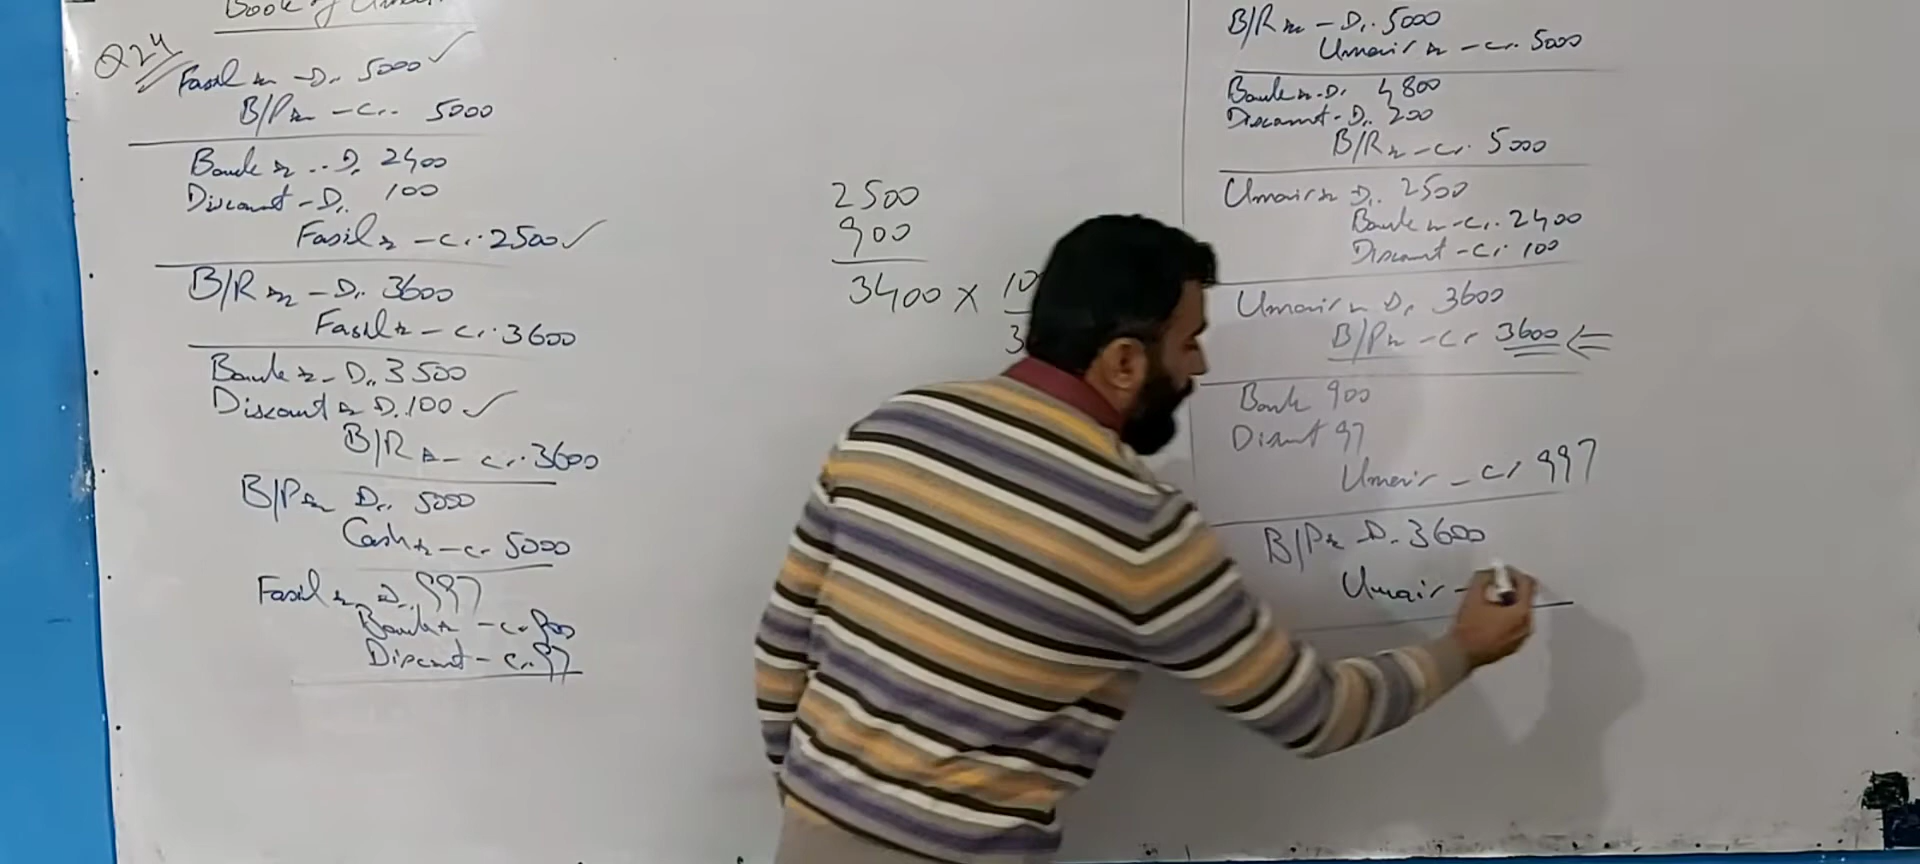 Book of
Q24
Fasil - Dr. 5000 ✓
B/P - Cr. 5000
Bank Dr. 2400
Discount - Dr. 100
Fasil - Cr. 2500 ✓
B/R - Dr. 3600
Fasil - Cr. 3600
Bank - Dr. 3500
Discount Dr. 100 ✓
B/R - Cr. 3600
B/P Dr. 5000
Cash - Cr 5000
Fasil Dr. 997
Bank - Cr 900
Discount - Cr. 97
2500
900
3400 × 10
3
B/R - Dr. 5000
Umair - Cr. 5000
Bank - Dr 4800
Discount - Dr. 200
B/R - Cr. 5000
Umair Dr. 2500
Bank - Cr. 2400
Discount - Cr 100
Umair Dr 3600
B/P - Cr 3600
Bank 900
Discount 97
Umair - Cr 997
B/P Dr. 3600
Umair -